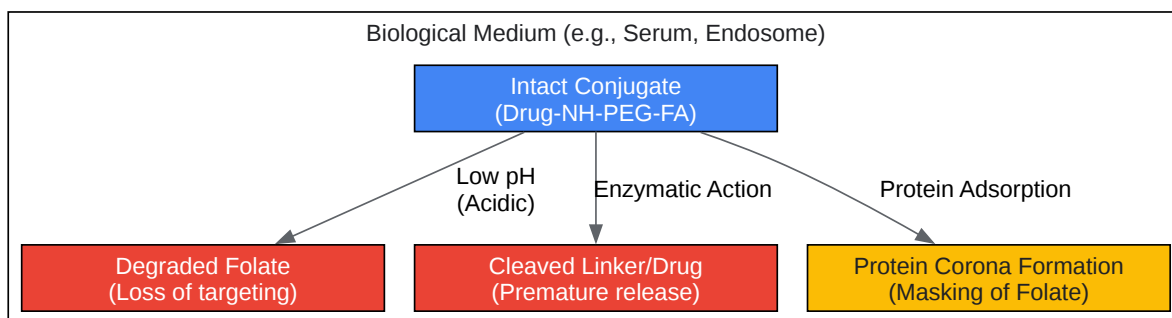 Biological Medium (e.g., Serum, Endosome)
Intact Conjugate
(Drug-NH-PEG-FA)
Low pH
(Acidic)
Enzymatic Action
Protein Adsorption
Degraded Folate
(Loss of targeting)
Cleaved Linker/Drug
(Premature release)
Protein Corona Formation
(Masking of Folate)